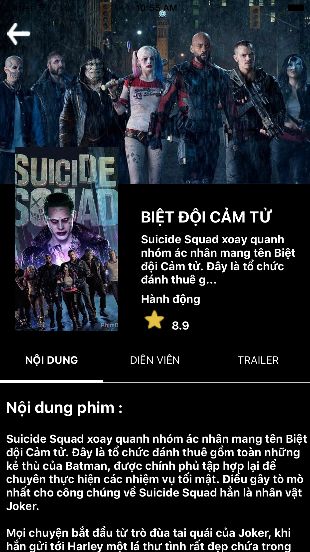 10:55 AM
SUICIDE
SQUAD
BIỆT ĐỘI CẢM TỬ
Suicide Squad xoay quanh
nhóm ác nhân mang tên Biệt
đội Cảm tử. Đây là tổ chức
đánh thuê g...
Hành động
8.9
NỘI DUNG
DIỄN VIÊN
TRAILER
Nội dung phim :
Suicide Squad xoay quanh nhóm ác nhân mang tên Biệt
đội Cảm tử. Đây là tổ chức đánh thuê gồm toàn những
kẻ thù của Batman, được chính phủ tập hợp lại để
chuyên thực hiện các nhiệm vụ tối mật. Điều gây tò mò
nhất cho công chúng về Suicide Squad hẳn là nhân vật
Joker.
Mọi chuyện bắt đầu từ trò đùa tai quái của Joker, khi
hắn gửi tới Harley một lá thư tình rất đẹp chứa trong